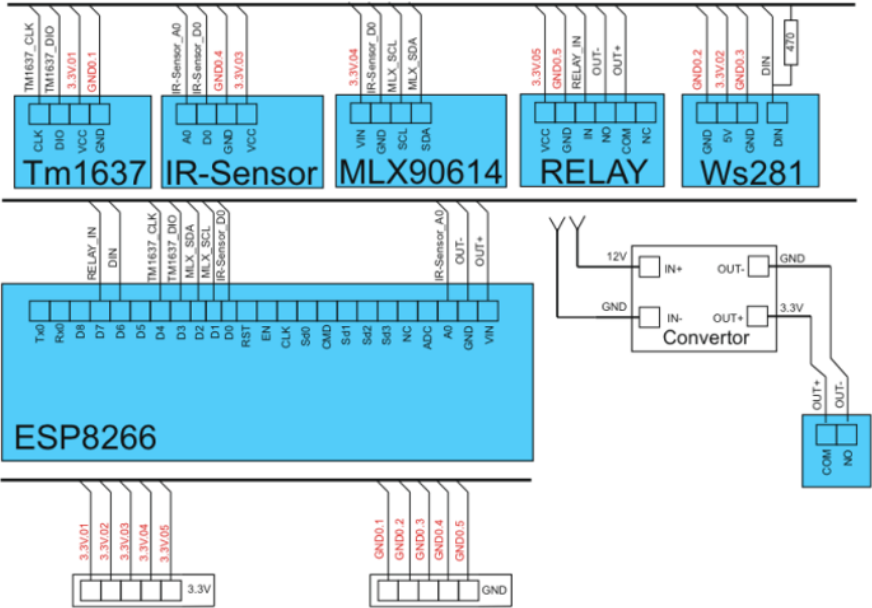 TM1637_CLK
TM1637_DIO
3.3V.01
GND0.1
IR-Sensor_A0
IR-Sensor_D0
GND0.4
3.3V.03
3.3V.04
IR-Sensor_D0
MLX_SCL
MLX_SDA
3.3V.05
GND0.5
RELAY_IN
OUT-
OUT+
GND0.2
3.3V.02
GND0.3
DIN
470
CLK
DIO
VCC
GND
A0
D0
GND
VCC
VIN
GND
SCL
SDA
VCC
GND
IN
NO
COM
NC
GND
5V
GND
DIN
Tm1637
IR-Sensor
MLX90614
RELAY
Ws281
RELAY_IN
DIN
TM1637_CLK
TM1637_DIO
MLX_SDA
MLX_SCL
IR-Sensor_D0
IR-Sensor_A0
OUT-
OUT+
Tx0
Rx0
D8
D7
D6
D5
D4
D3
D2
D1
D0
RST
EN
CLK
Sd0
CMD
Sd1
Sd2
Sd3
NC
ADC
A0
GND
VIN
ESP8266
12V
IN+
OUT-
GND
GND
IN-
OUT+
3.3V
Convertor
OUT+
OUT-
COM
NO
3.3V.01
3.3V.02
3.3V.03
3.3V.04
3.3V.05
3.3V
GND0.1
GND0.2
GND0.3
GND0.4
GND0.5
GND